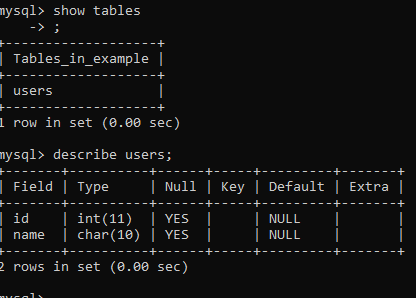 mysql> show tables
    -> ;
+-------------------+
| Tables_in_example |
+-------------------+
| users             |
+-------------------+
1 row in set (0.00 sec)

mysql> describe users;
+-------+----------+------+-----+---------+-------+
| Field | Type     | Null | Key | Default | Extra |
+-------+----------+------+-----+---------+-------+
| id    | int(11)  | YES  |     | NULL    |       |
| name  | char(10) | YES  |     | NULL    |       |
+-------+----------+------+-----+---------+-------+
2 rows in set (0.00 sec)

mysql>